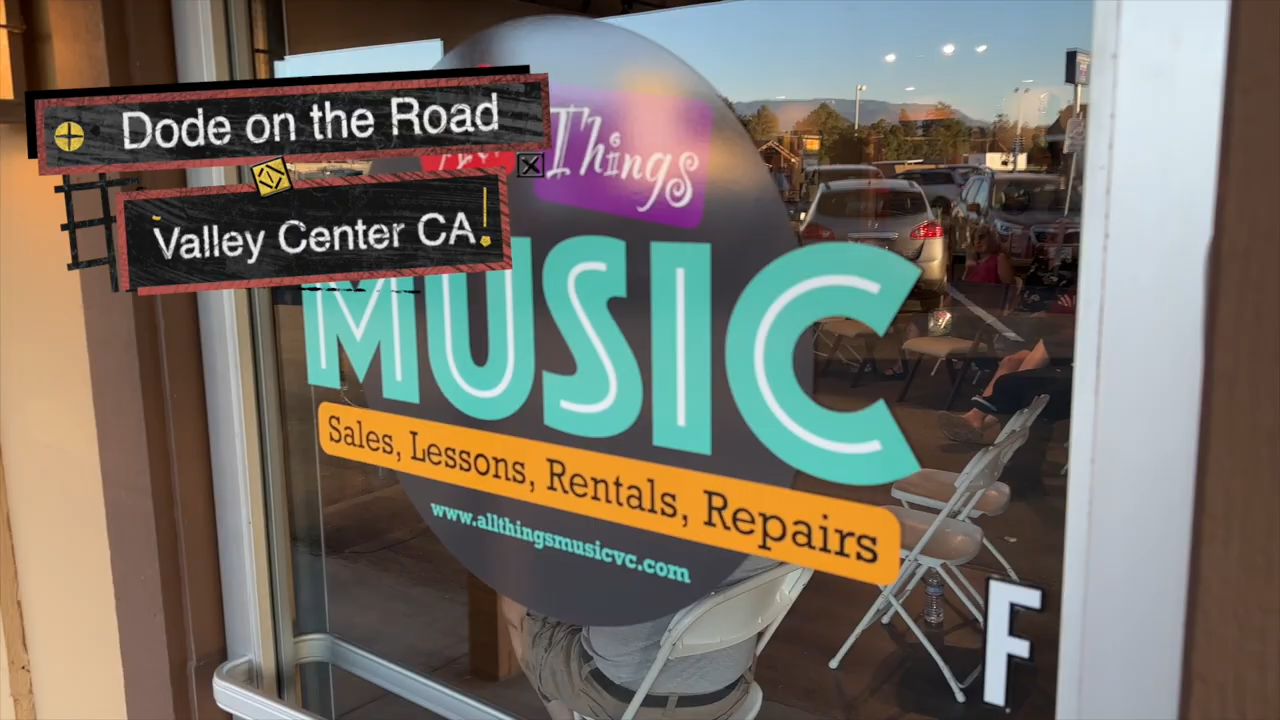 Dode on the Road
Valley Center CA
Things
MUSIC
Sales, Lessons, Rentals, Repairs
www.allthingsmusicvc.com
F